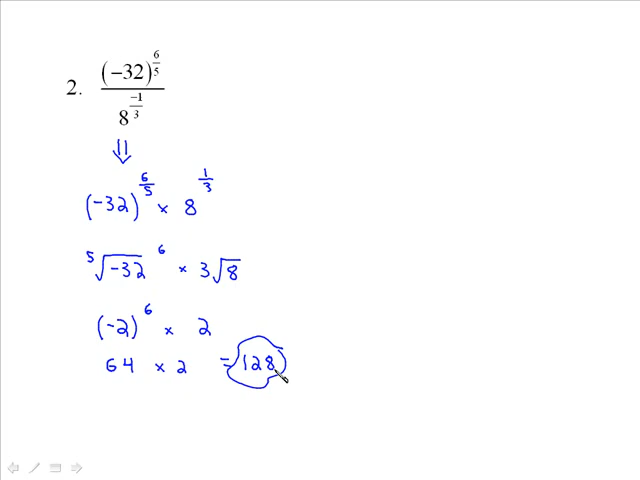 2. (−32)^(6/5)
8^(−1/3)
⇓
(−32)^(6/5) × 8^(1/3)
⁵√−32 ⁶ × 3√8
(−2)⁶ × 2
64 × 2 = 128